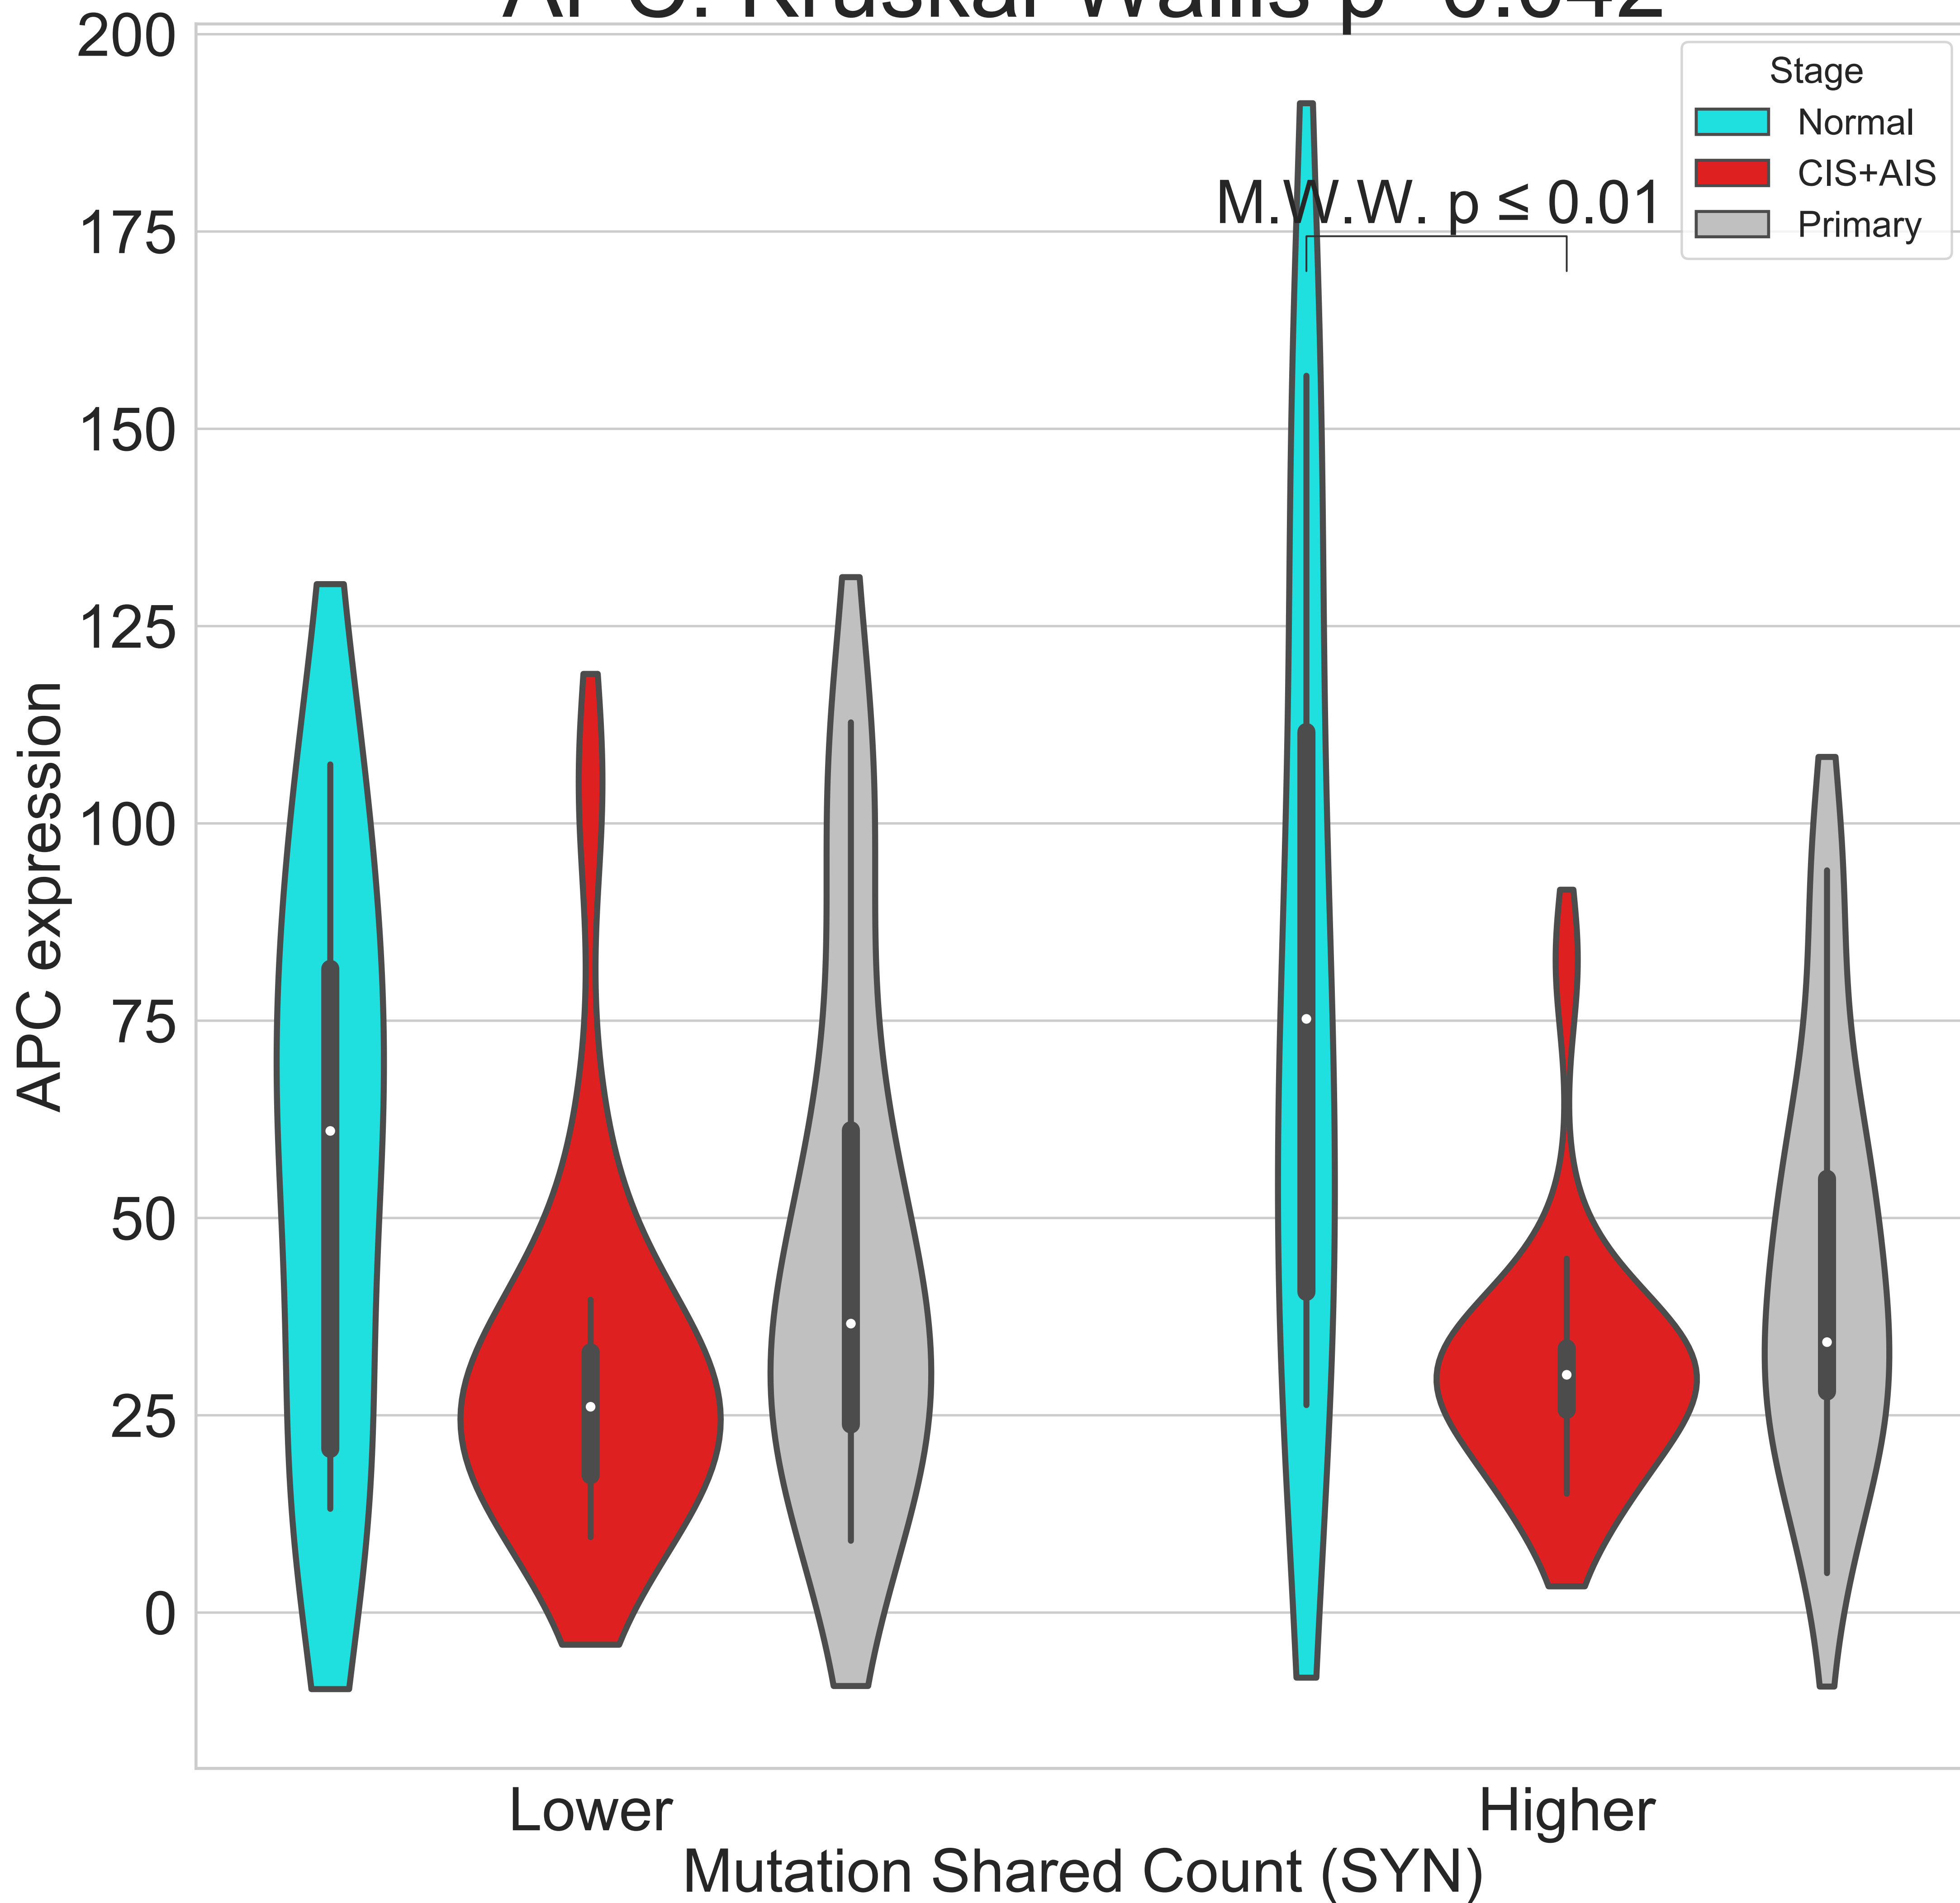 200
175
150
125
100
75
50
25
0
APC expression
M.W.W. p ≤ 0.01
Stage
Normal
CIS+AIS
Primary
Lower
Higher
Mutation Shared Count (SYN)